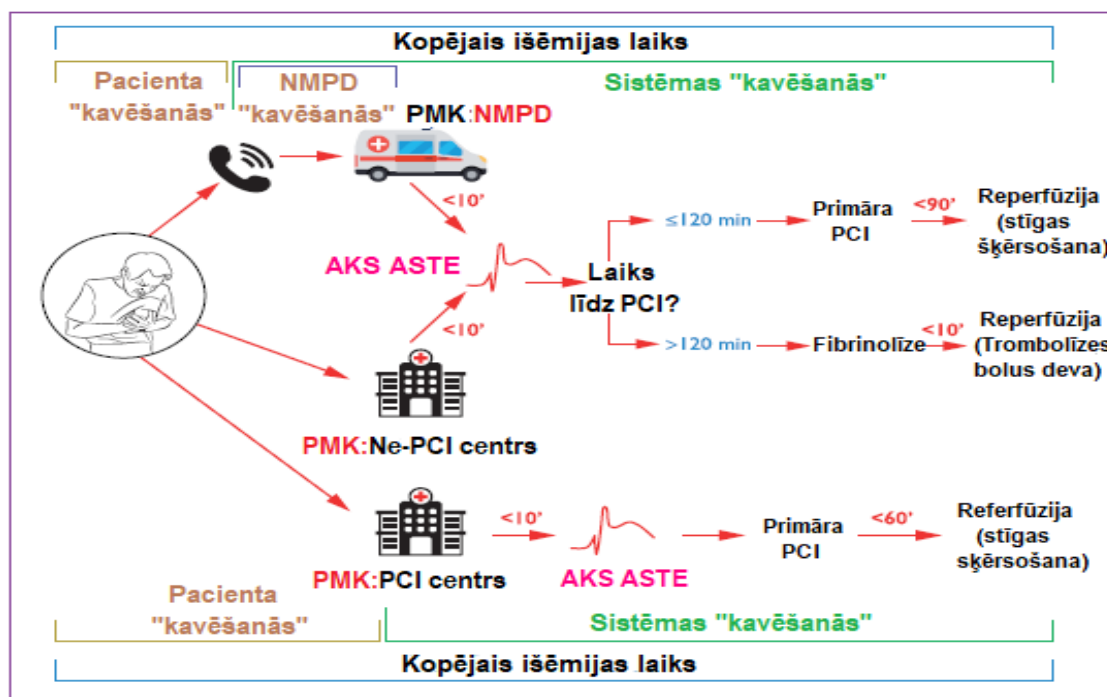 Kopējais išēmijas laiks
Pacienta
"kavēšanās"
NMPD
"kavēšanās"
Sistēmas "kavēšanās"
PMK:NMPD
<10'
AKS ASTE
<10'
Laiks
līdz PCI?
≤120 min
Primāra
PCI
<90'
Reperfūzija
(stīgas
šķērsošana)
>120 min
Fibrinolīze
<10'
Reperfūzija
(Trombolīzes
bolus deva)
PMK:Ne-PCI centrs
<10'
AKS ASTE
Primāra
PCI
<60'
Referfūzija
(stīgas
sķērsošana)
PMK:PCI centrs
Pacienta
"kavēšanās"
Sistēmas "kavēšanās"
Kopējais išēmijas laiks